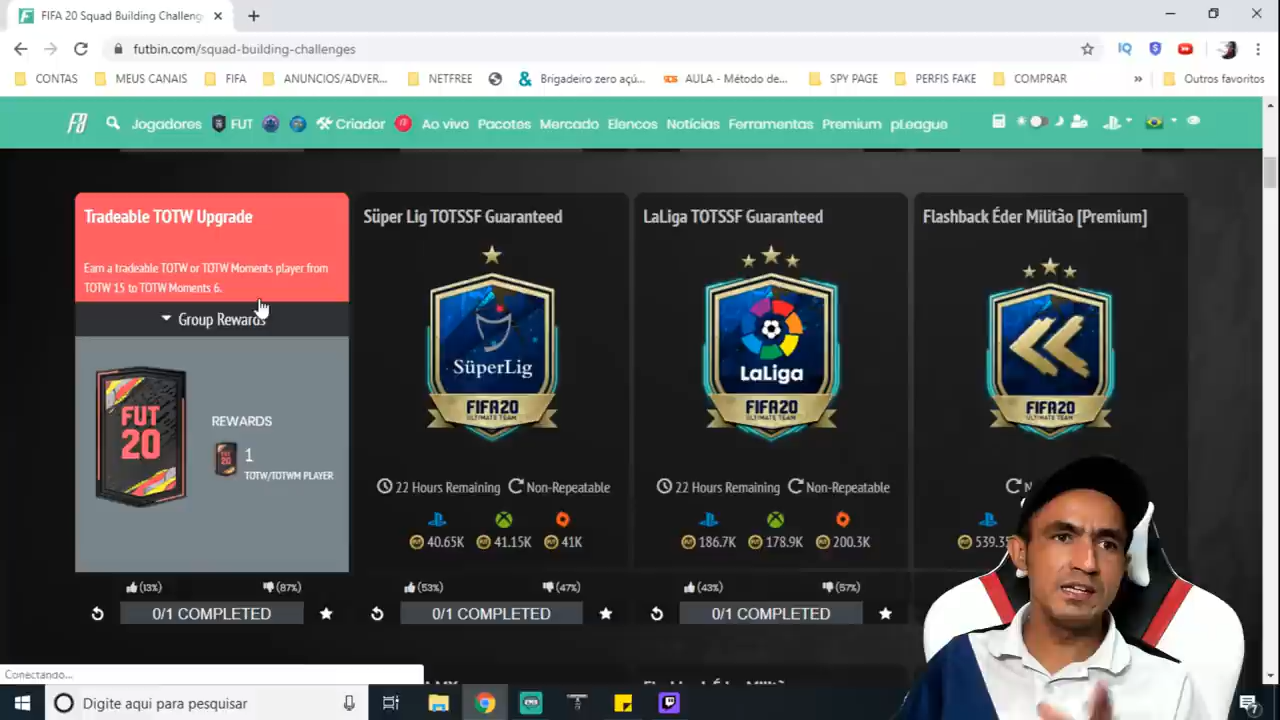 FIFA 20 Squad Building Challeng
futbin.com/squad-building-challenges
CONTAS
MEUS CANAIS
FIFA
ANUNCIOS/ADVER...
NETFREE
Brigadeiro zero açú...
AULA - Método de...
SPY PAGE
PERFIS FAKE
COMPRAR
»
Outros favoritos
Jogadores
FUT
Criador
Ao vivo
Pacotes
Mercado
Elencos
Notícias
Ferramentas
Premium
pLeague
Tradeable TOTW Upgrade
Earn a tradeable TOTW or TOTW Moments player from
TOTW 15 to TOTW Moments 6.
Group Rewards
FUT
20
REWARDS
1
TOTW/TOTWM PLAYER
(13%)
(87%)
0/1 COMPLETED
Süper Lig TOTSSF Guaranteed
SüperLig
FIFA20
ULTIMATE TEAM
22 Hours Remaining
Non-Repeatable
40.65K
41.15K
41K
(53%)
(47%)
0/1 COMPLETED
LaLiga TOTSSF Guaranteed
LaLiga
FIFA20
ULTIMATE TEAM
22 Hours Remaining
Non-Repeatable
186.7K
178.9K
200.3K
(43%)
(57%)
0/1 COMPLETED
Flashback Éder Militão [Premium]
FIFA20
ULTIMATE TEAM
Conectando...
Digite aqui para pesquisar